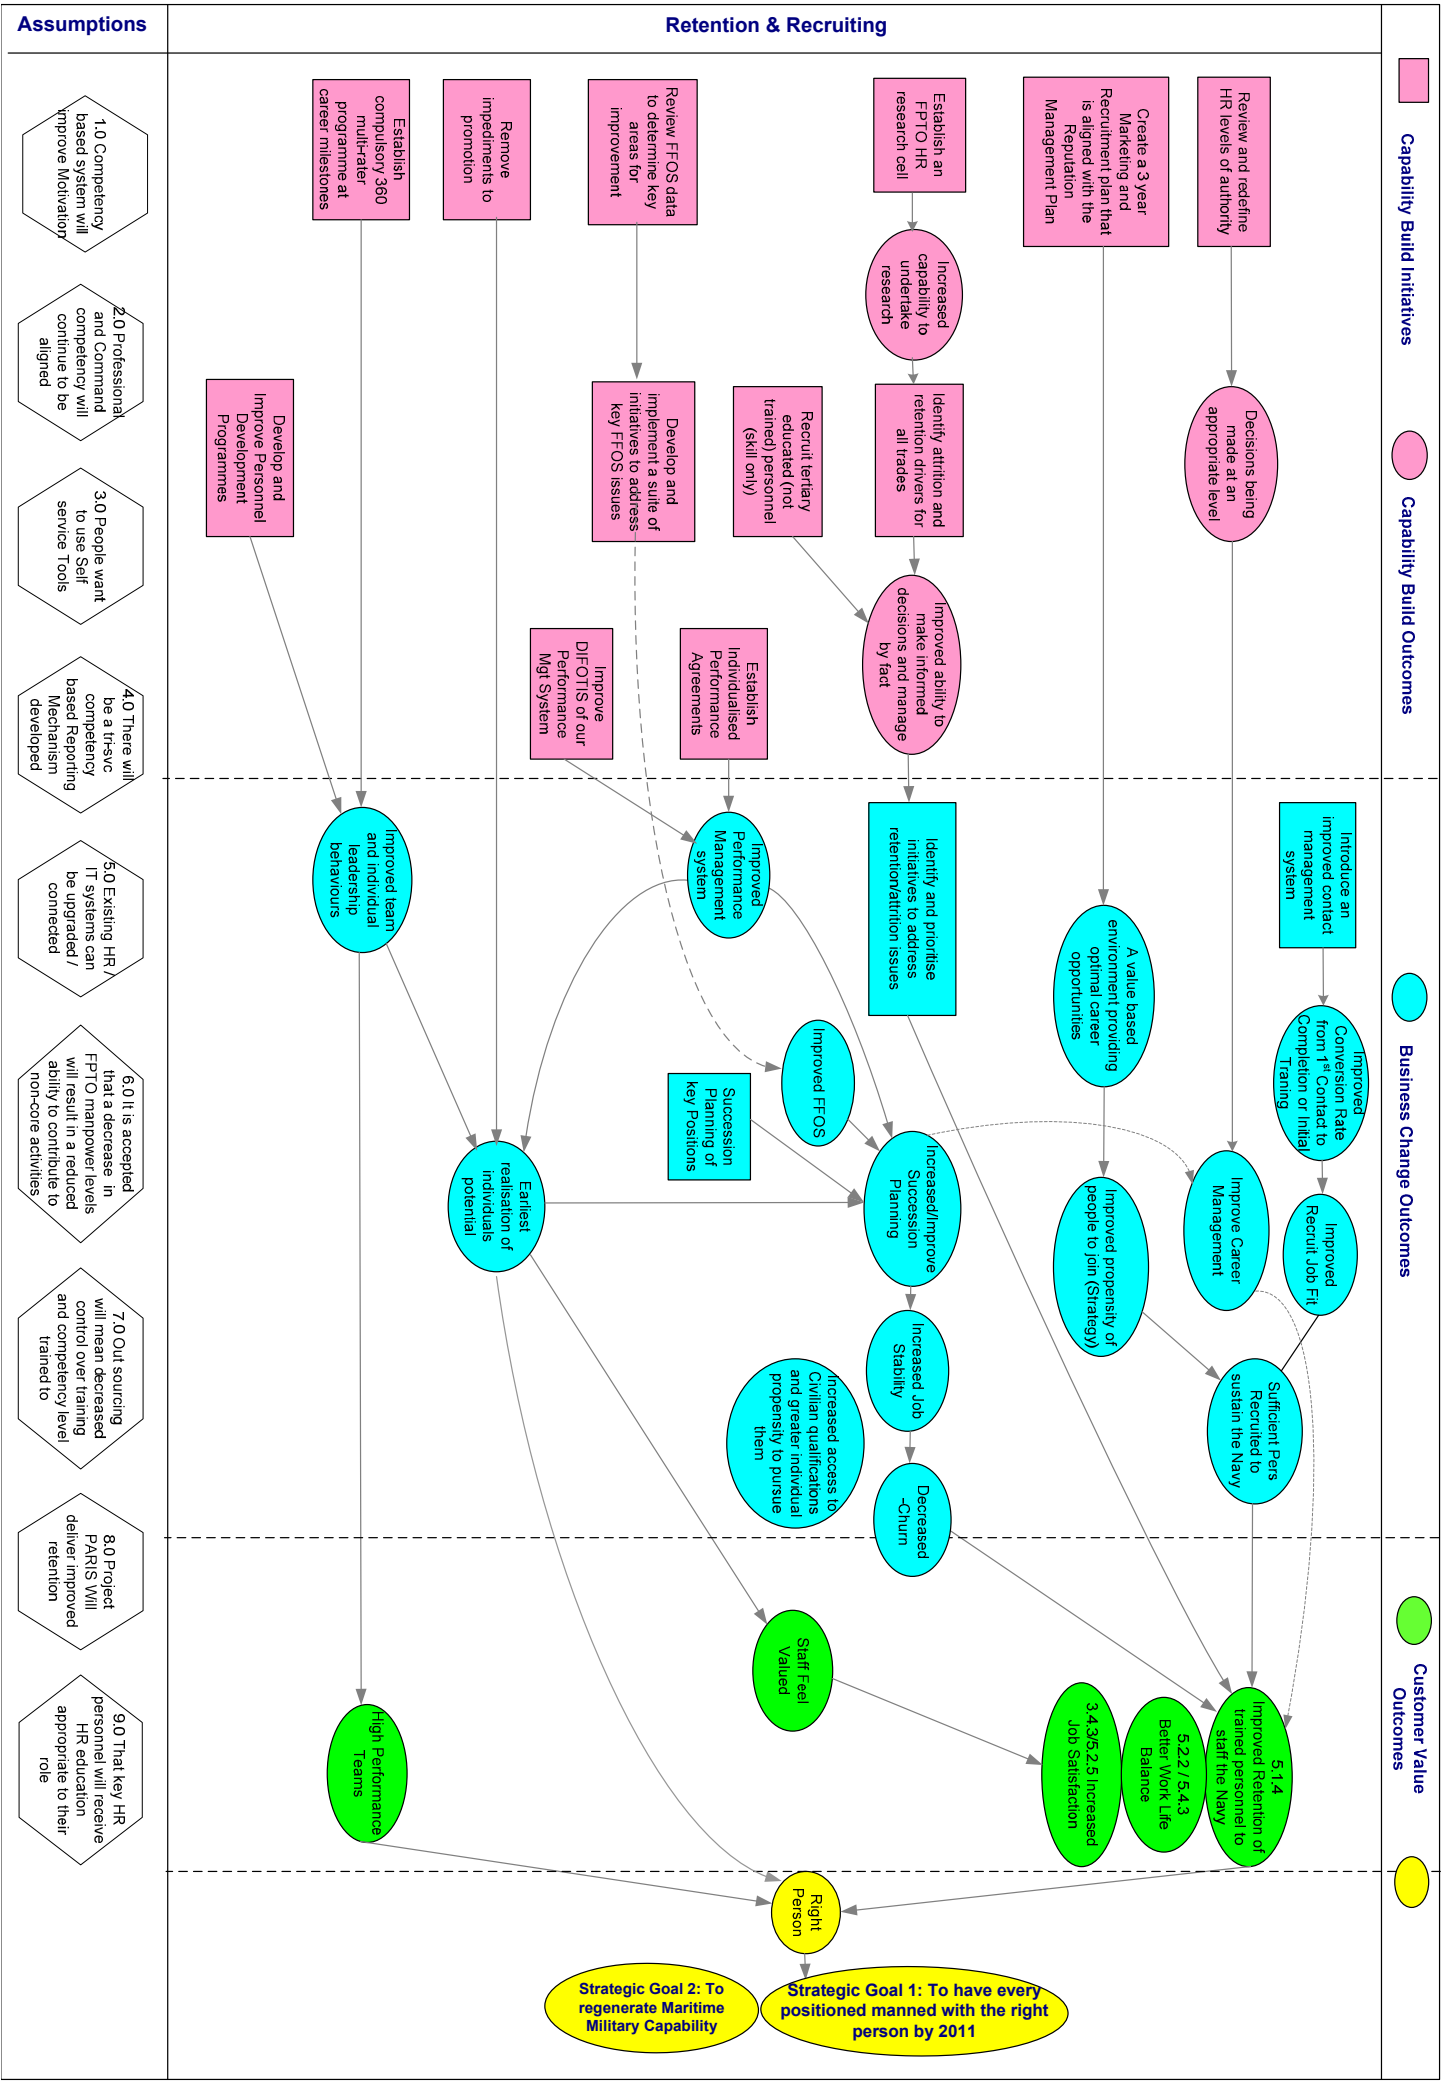 Assumptions
Retention & Recruiting
Capability Build Initiatives
Capability Build Outcomes
Business Change Outcomes
Customer Value
Outcomes
Review and redefine
HR levels of authority
Decisions being
made at an
appropriate level
Introduce an
improved contact
management
system
Improved
Conversion Rate
from 1st Contact to
Completion or Initial
Traning
Improved
Recruit Job Fit
Improve Career
Management
Sufficient Pers
Recruited to
sustain the Navy
5.1.4
Improved Retention of
trained personnel to
staff the Navy
Create a 3 year
Marketing and
Recruitment plan that
is aligned with the
Reputation
Management Plan
A value based
environment providing
optimal career
opportunities
Improved propensity of
people to join (Strategy)
5.2.2 / 5.4.3
Better Work Life
Balance
3.4.3/5.2.5 Increased
Job Satisfaction
Establish an
FPTO HR
research cell
Increased
capability to
undertake
research
Identify attrition and
retention drivers for
all trades
Improved ability to
make informed
decisions and manage
by fact
Identify and prioritise
initiatives to address
retention/attrition issues
Increased/Improve
Succession
Planning
Increased Job
Stability
Decreased
–Churn
Recruit tertiary
educated (not
trained) personnel
(skill only)
Improved FFOS
Increased access to
Civilian qualifications
and greater individual
propensity to pursue
them
Staff Feel
Valued
Right
Person
Establish
Individualised
Performance
Agreements
Improved
Performance
Management
system
Succession
Planning of
key Positions
Review FFOS data
to determine key
areas for
improvement
Develop and
implement a suite of
initiatives to address
key FFOS issues
Improve
DIFOTIS of our
Performance
Mgt System
Remove
impediments to
promotion
Earliest
realisation of
individuals
potential
Establish
compulsory 360
multi-rater
programme at
career milestones
Improved team
and individual
leadership
behaviours
High Performance
Teams
Develop and
Improve Personnel
Development
Programmes
Strategic Goal 1: To have every
positioned manned with the right
person by 2011
Strategic Goal 2: To
regenerate Maritime
Military Capability
1.0 Competency
based system will
improve Motivation
2.0 Professional
and Command
competency will
continue to be
aligned
3.0 People want
to use Self
service Tools
4.0 There will
be a tri-svc
competency
based Reporting
Mechanism
developed
5.0 Existing HR /
IT systems can
be upgraded /
connected
6.0 It is accepted
that a decrease in
FPTO manpower levels
will result in a reduced
ability to contribute to
non-core activities
7.0 Out sourcing
will mean decreased
control over training
and competency level
trained to
8.0 Project
PARIS Will
deliver improved
retention
9.0 That key HR
personnel will receive
HR education
appropriate to their
role